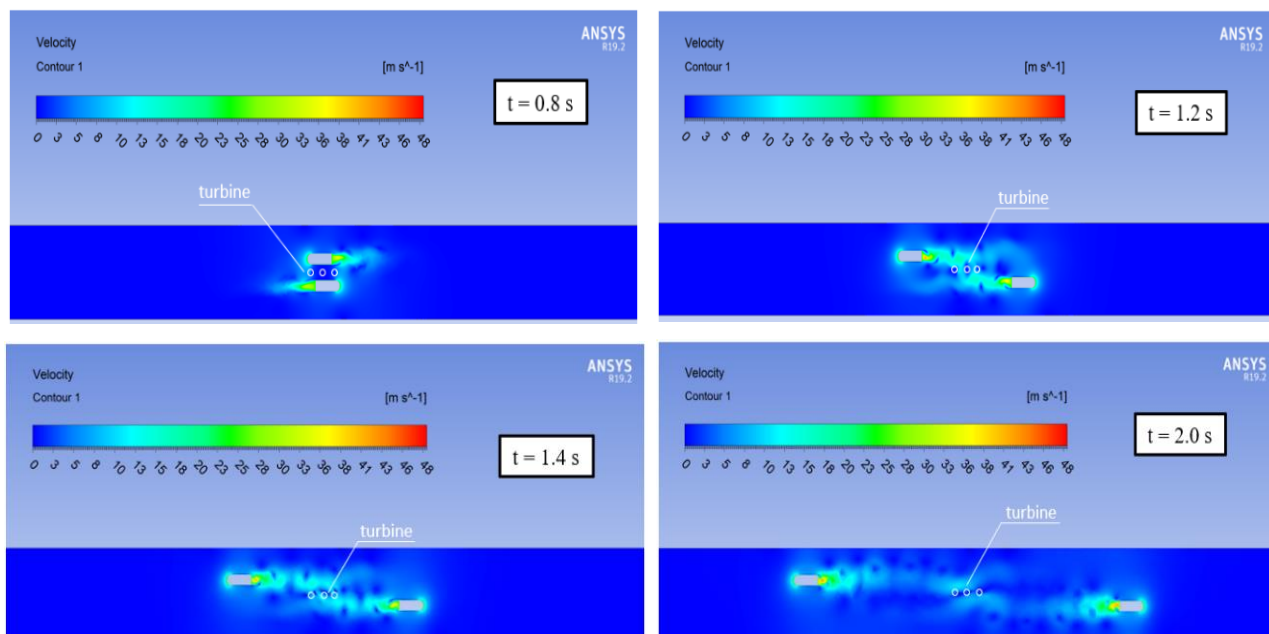 ANSYS
R19.2
Velocity
Contour 1
[m s^-1]
t = 0.8 s
0 3 5 8 10 13 15 18 20 23 25 28 30 33 36 38 41 43 46 48
turbine
ANSYS
R19.2
Velocity
Contour 1
[m s^-1]
t = 1.2 s
0 3 5 8 10 13 15 18 20 23 25 28 30 33 36 38 41 43 46 48
turbine
ANSYS
R19.2
Velocity
Contour 1
[m s^-1]
t = 1.4 s
0 3 5 8 10 13 15 18 20 23 25 28 30 33 36 38 41 43 46 48
turbine
ANSYS
R19.2
Velocity
Contour 1
[m s^-1]
t = 2.0 s
0 3 5 8 10 13 15 18 20 23 25 28 30 33 36 38 41 43 46 48
turbine